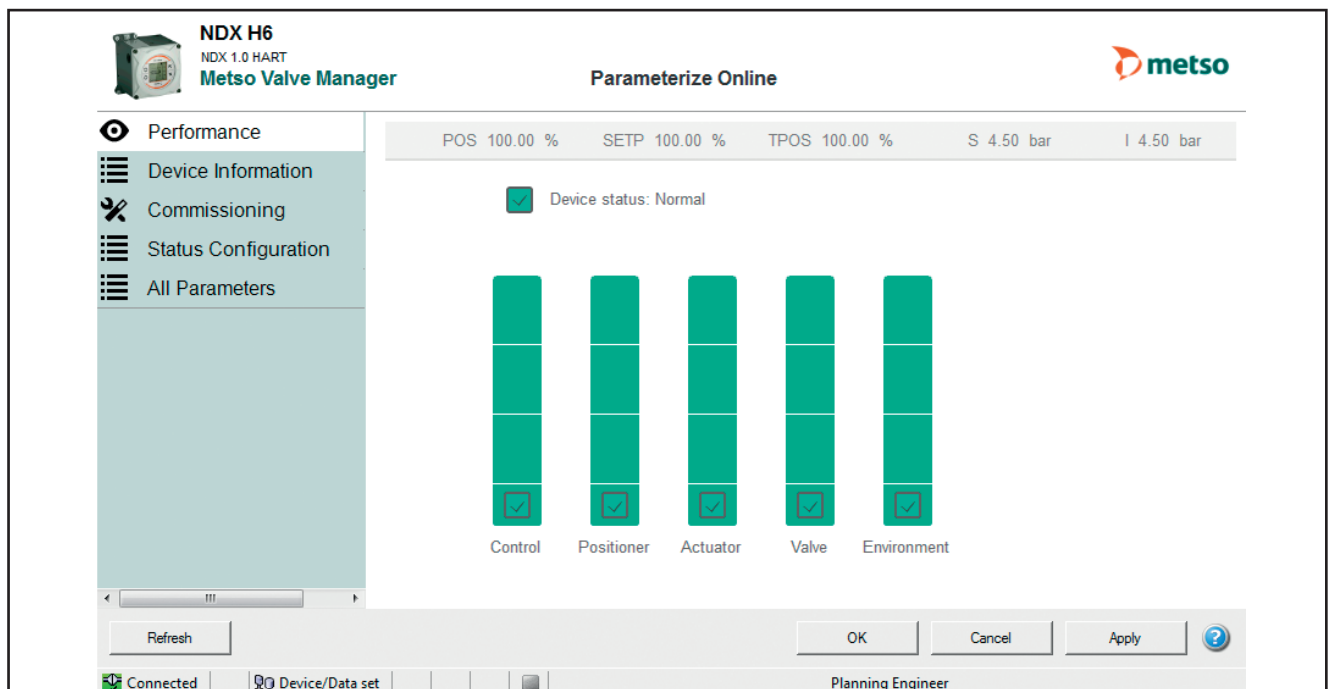 NDX H6
NDX 1.0 HART
Metso Valve Manager
Parameterize Online
metso
Performance
Device Information
Commissioning
Status Configuration
All Parameters
POS 100.00 % SETP 100.00 % TPOS 100.00 % S 4.50 bar I 4.50 bar
Device status: Normal
Control Positioner Actuator Valve Environment
Refresh OK Cancel Apply ?
Connected Device/Data set Planning Engineer